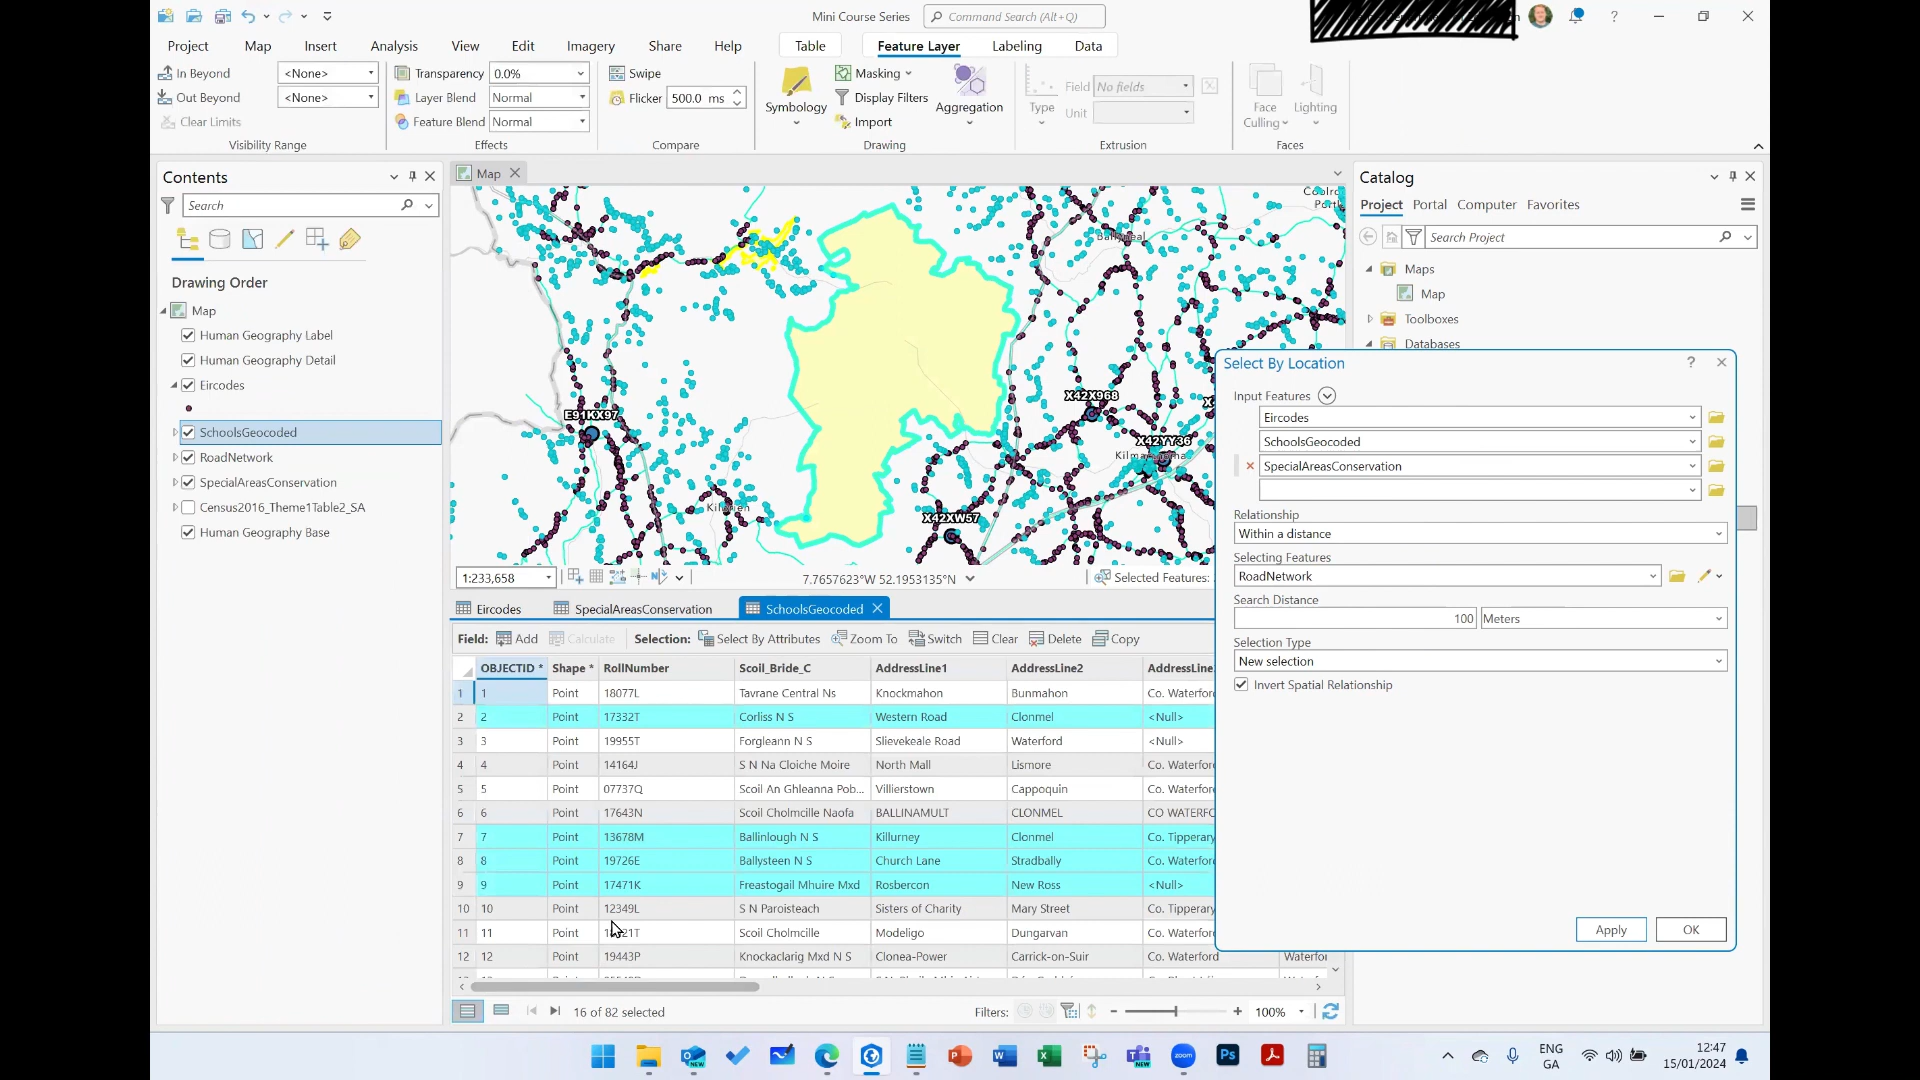 Mini Course Series
Command Search (Alt+Q)
Project Map Insert Analysis View Edit Imagery Share Help Table Feature Layer Labeling Data
In Beyond <None>
Out Beyond <None>
Clear Limits
Visibility Range
Transparency 0.0%
Layer Blend Normal
Feature Blend Normal
Effects
Swipe
Flicker 500.0 ms
Compare
Symbology
Masking
Display Filters
Import
Aggregation
Drawing
Type
Field No fields
Unit
Extrusion
Face Culling
Lighting
Faces
Contents
Search
Drawing Order
Map
Human Geography Label
Human Geography Detail
Eircodes
SchoolsGeocoded
RoadNetwork
SpecialAreasConservation
Census2016_Theme1Table2_SA
Human Geography Base
Map
Ballyneal
E91KX97
X42X968
X42YY36
X42XW57
1:233,658
7.7657623°W 52.1953135°N
Selected Features:
Eircodes SpecialAreasConservation SchoolsGeocoded
Field: Add Calculate Selection: Select By Attributes Zoom To Switch Clear Delete Copy
OBJECTID * Shape * RollNumber Scoil_Bride_C AddressLine1 AddressLine2 AddressLine
1 1 Point 18077L Tavrane Central Ns Knockmahon Bunmahon Co. Waterford
2 2 Point 17332T Corliss N S Western Road Clonmel <Null>
3 3 Point 19955T Forgleann N S Slievekeale Road Waterford <Null>
4 4 Point 14164J S N Na Cloiche Moire North Mall Lismore Co. Waterford
5 5 Point 07737Q Scoil An Ghleanna Pob... Villierstown Cappoquin Co. Waterford
6 6 Point 17643N Scoil Cholmcille Naofa BALLINAMULT CLONMEL CO WATERFO
7 7 Point 13678M Ballinlough N S Killurney Clonmel Co. Tipperary
8 8 Point 19726E Ballysteen N S Church Lane Stradbally Co. Waterford
9 9 Point 17471K Freastogail Mhuire Mxd Rosbercon New Ross <Null>
10 10 Point 12349L S N Paroisteach Sisters of Charity Mary Street Co. Tipperary
11 11 Point Scoil Cholmcille Modeligo Dungarvan Co. Waterford
12 12 Point 19443P Knockaclarig Mxd N S Clonea-Power Carrick-on-Suir Co. Waterford Waterfor
16 of 82 selected
Filters:
100%
Catalog
Project Portal Computer Favorites
Search Project
Maps
Map
Toolboxes
Databases
Select By Location
Input Features
Eircodes
SchoolsGeocoded
SpecialAreasConservation
Relationship
Within a distance
Selecting Features
RoadNetwork
Search Distance
100 Meters
Selection Type
New selection
Invert Spatial Relationship
Apply OK
ENG
GA
12:47
15/01/2024